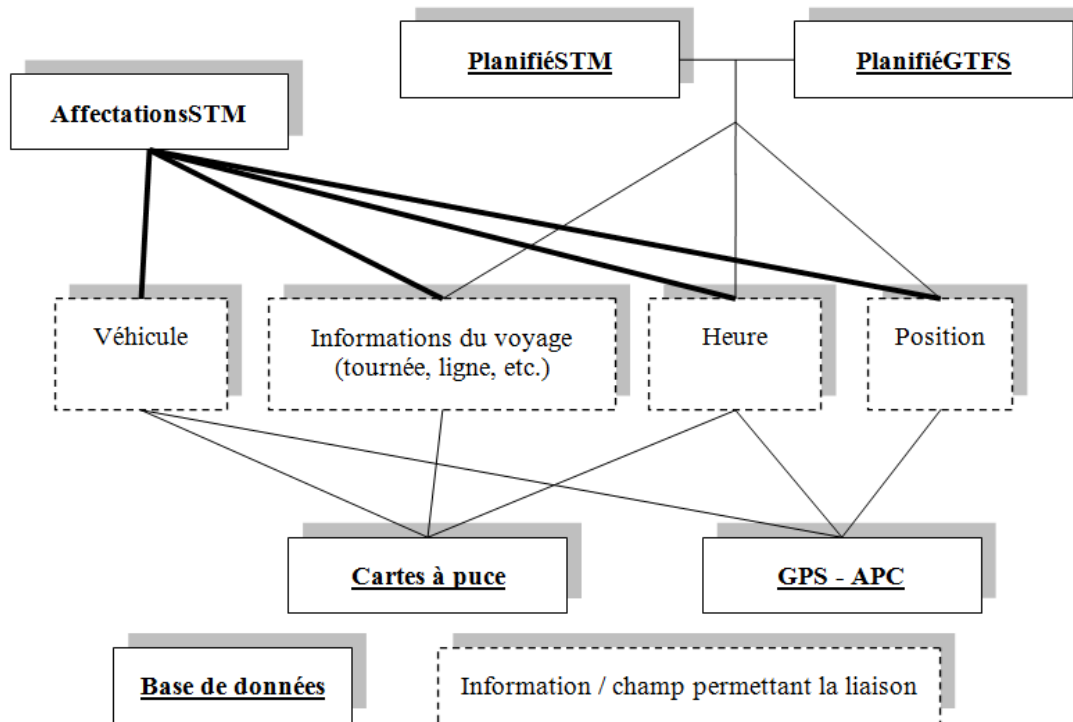 PlanifiéSTM
PlanifiéGTFS
AffectationsSTM
Véhicule
Informations du voyage
(tournée, ligne, etc.)
Heure
Position
Cartes à puce
GPS - APC
Base de données
Information / champ permettant la liaison